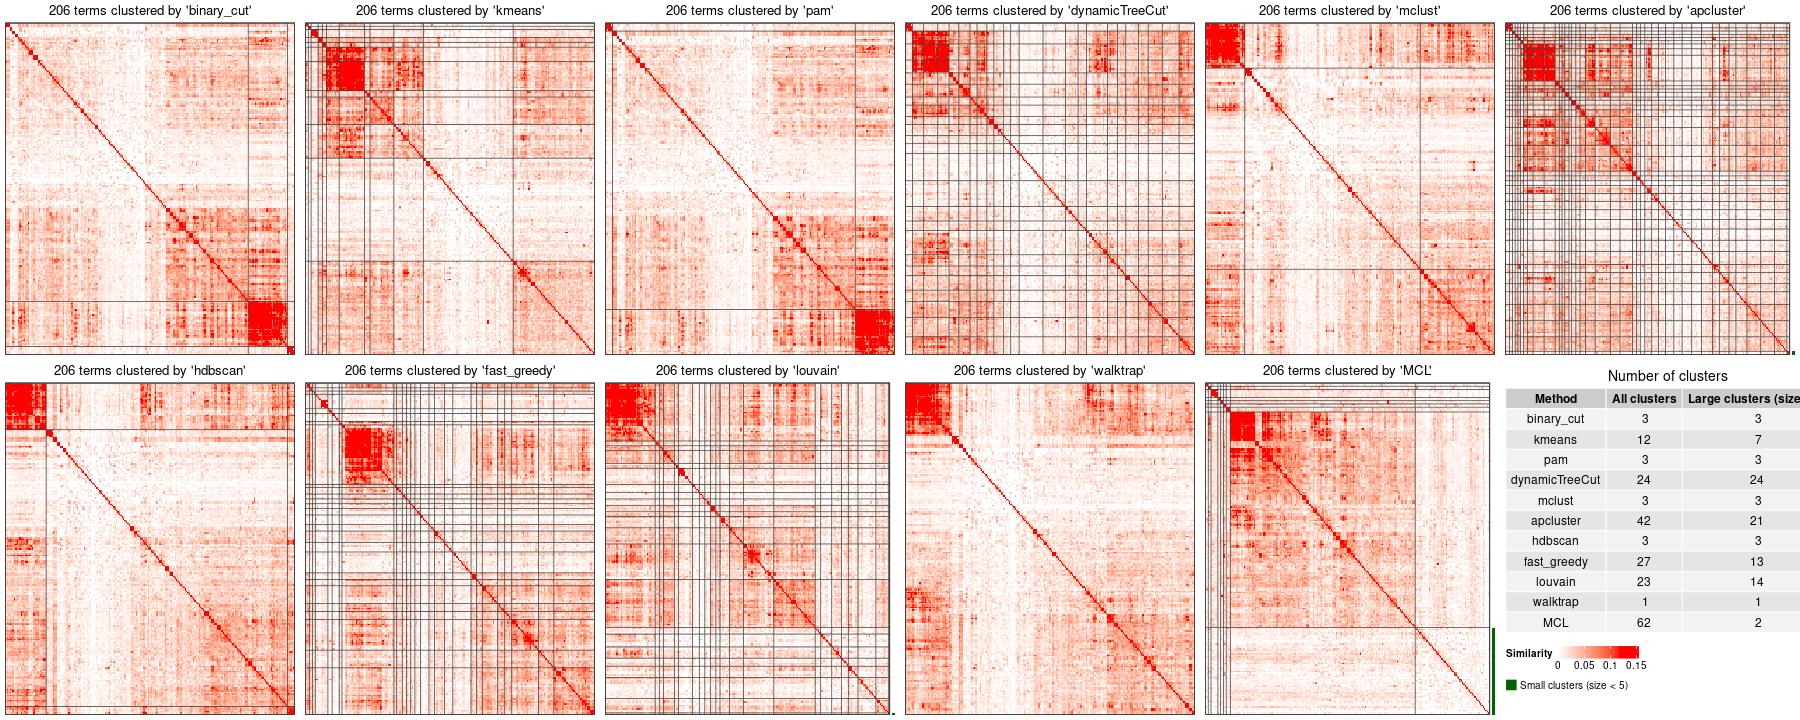 206 terms clustered by 'binary_cut'
206 terms clustered by 'kmeans'
206 terms clustered by 'pam'
206 terms clustered by 'dynamicTreeCut'
206 terms clustered by 'mclust'
206 terms clustered by 'apcluster'
206 terms clustered by 'hdbscan'
206 terms clustered by 'fast_greedy'
206 terms clustered by 'louvain'
206 terms clustered by 'walktrap'
206 terms clustered by 'MCL'
Number of clusters
Method All clusters Large clusters (size
binary_cut 3 3
kmeans 12 7
pam 3 3
dynamicTreeCut 24 24
mclust 3 3
apcluster 42 21
hdbscan 3 3
fast_greedy 27 13
louvain 23 14
walktrap 1 1
MCL 62 2
Similarity
0 0.05 0.1 0.15
Small clusters (size < 5)